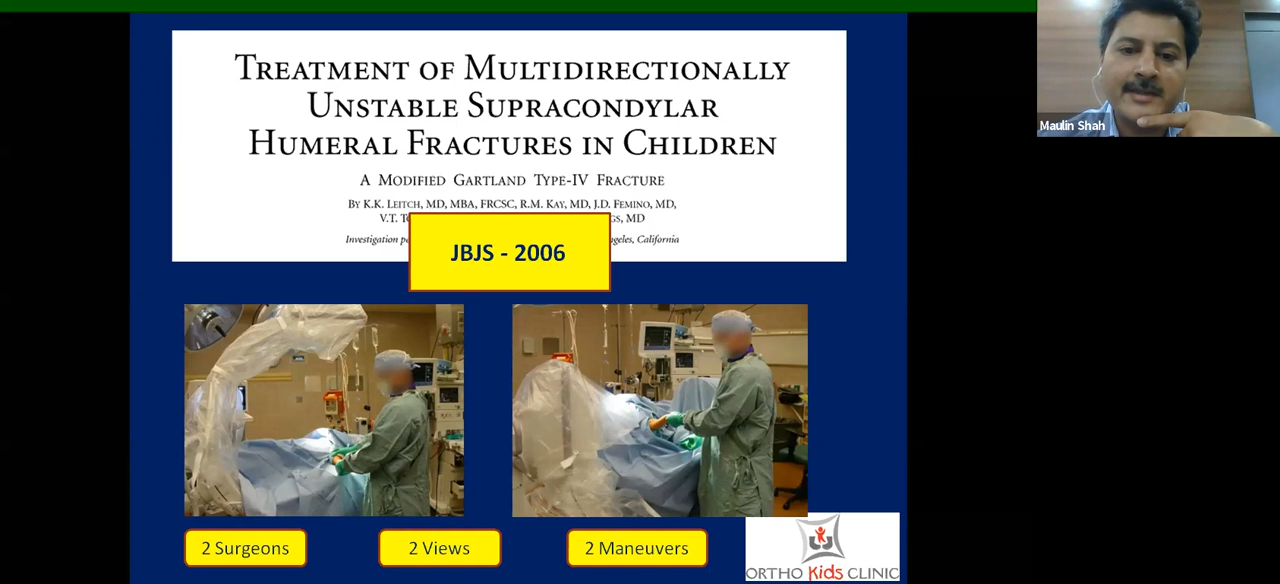 TREATMENT OF MULTIDIRECTIONALLY
UNSTABLE SUPRACONDYLAR
HUMERAL FRACTURES IN CHILDREN
A MODIFIED GARTLAND TYPE-IV FRACTURE
BY K.K. LEITCH, MD, MBA, FRCSC, R.M. KAY, MD, J.D. FEMINO, MD,
V.T. MD
Investigation California
JBJS - 2006
2 Surgeons
2 Views
2 Maneuvers
ORTHO Kids CLINIC
Maulin Shah